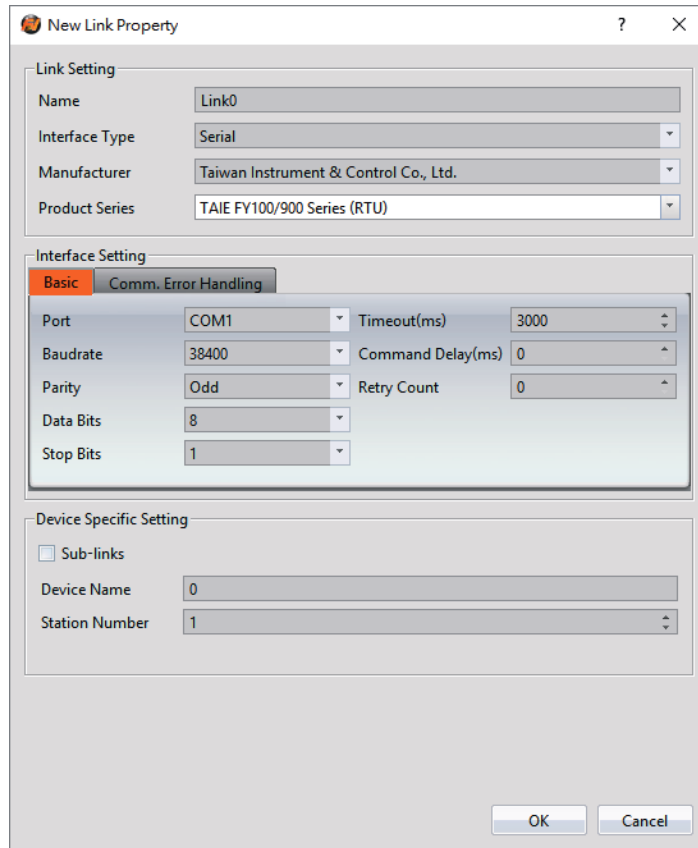 New Link Property ? ×
Link Setting
Name Link0
Interface Type Serial
Manufacturer Taiwan Instrument & Control Co., Ltd.
Product Series TAIE FY100/900 Series (RTU)
Interface Setting
Basic Comm. Error Handling
Port COM1 Timeout(ms) 3000
Baudrate 38400 Command Delay(ms) 0
Parity Odd Retry Count 0
Data Bits 8
Stop Bits 1
Device Specific Setting
Sub-links
Device Name 0
Station Number 1
OK Cancel